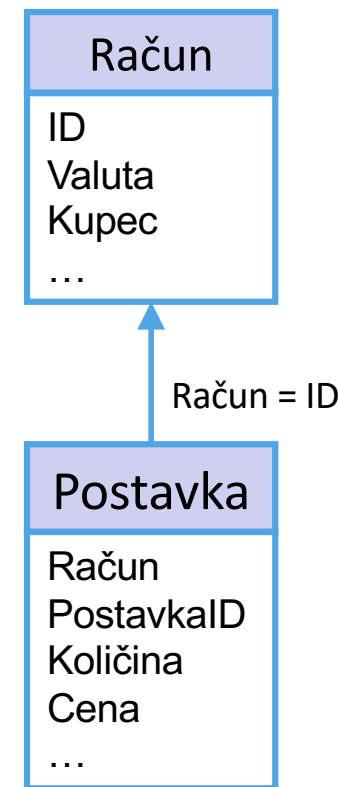 Račun
ID
Valuta
Kupec
…
Račun = ID
Postavka
Račun
PostavkaID
Količina
Cena
…